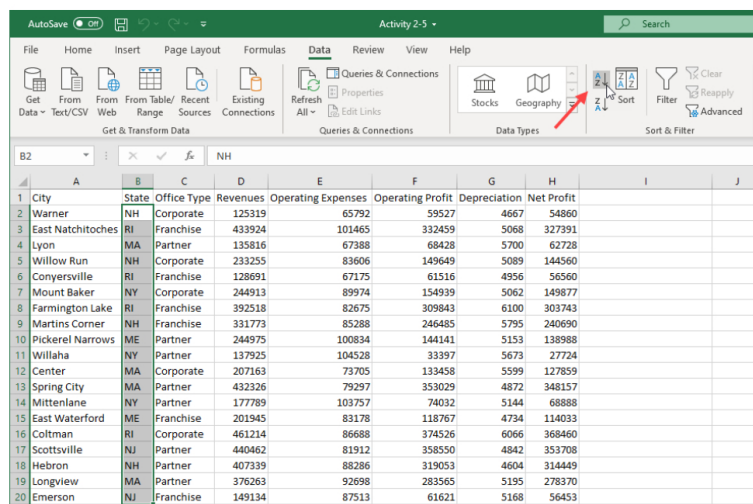 AutoSave Off Activity 2-5 Search
File Home Insert Page Layout Formulas Data Review View Help
Get Data From Text/CSV From Web From Table/ Range Recent Sources Existing Connections Refresh All Queries & Connections Properties Edit Links Stocks Geography A Z Z A Sort Filter Clear Reapply Advanced
Get & Transform Data Queries & Connections Data Types Sort & Filter
B2 fx NH
A B C D E F G H I J
1 City State Office Type Revenues Operating Expenses Operating Profit Depreciation Net Profit
2 Warner NH Corporate 125319 65792 59527 4667 54860
3 East Natchitoches RI Franchise 433924 101465 332459 5068 327391
4 Lyon MA Partner 135816 67388 68428 5700 62728
5 Willow Run NH Corporate 233255 83606 149649 5089 144560
6 Conyersville RI Franchise 128691 67175 61516 4956 56560
7 Mount Baker NY Corporate 244913 89974 154939 5062 149877
8 Farmington Lake RI Franchise 392518 82675 309843 6100 303743
9 Martins Corner NH Franchise 331773 85288 246485 5795 240690
10 Pickerel Narrows ME Partner 244975 100834 144141 5153 138988
11 Willaha NY Partner 137925 104528 33397 5673 27724
12 Center MA Corporate 207163 73705 133458 5599 127859
13 Spring City MA Partner 432326 79297 353029 4872 348157
14 Mittenlane NY Partner 177789 103757 74032 5144 68888
15 East Waterford ME Franchise 201945 83178 118767 4734 114033
16 Coltman RI Corporate 461214 86688 374526 6066 368460
17 Scottsville NJ Partner 440462 81912 358550 4842 353708
18 Hebron NH Partner 407339 88286 319053 4604 314449
19 Longview MA Partner 376263 92698 283565 5195 278370
20 Emerson NJ Franchise 149134 87513 61621 5168 56453